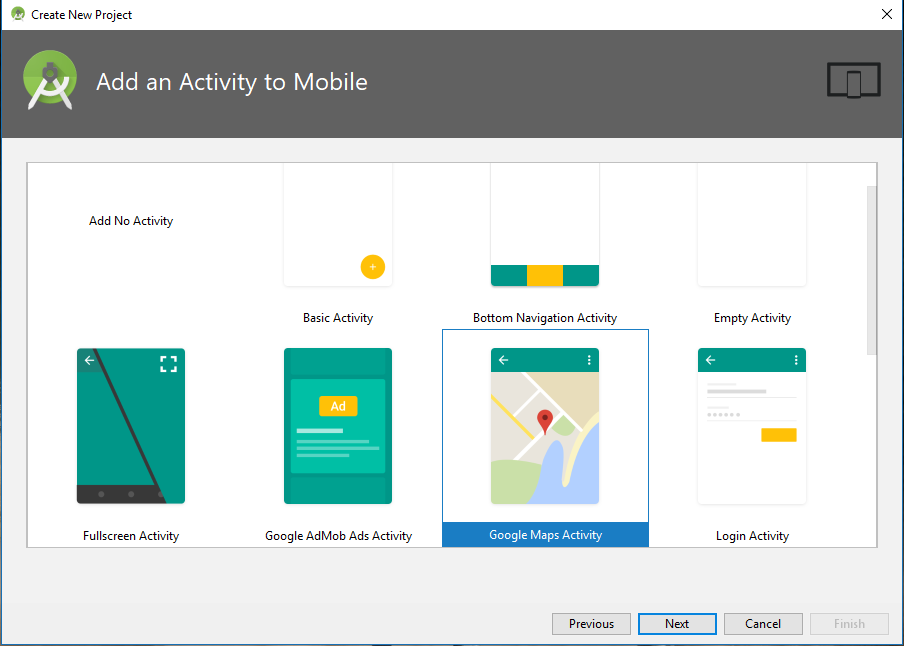 Create New Project
Add an Activity to Mobile
Add No Activity
Basic Activity
Bottom Navigation Activity
Empty Activity
Ad
Fullscreen Activity
Google AdMob Ads Activity
Google Maps Activity
Login Activity
Previous
Next
Cancel
Finish